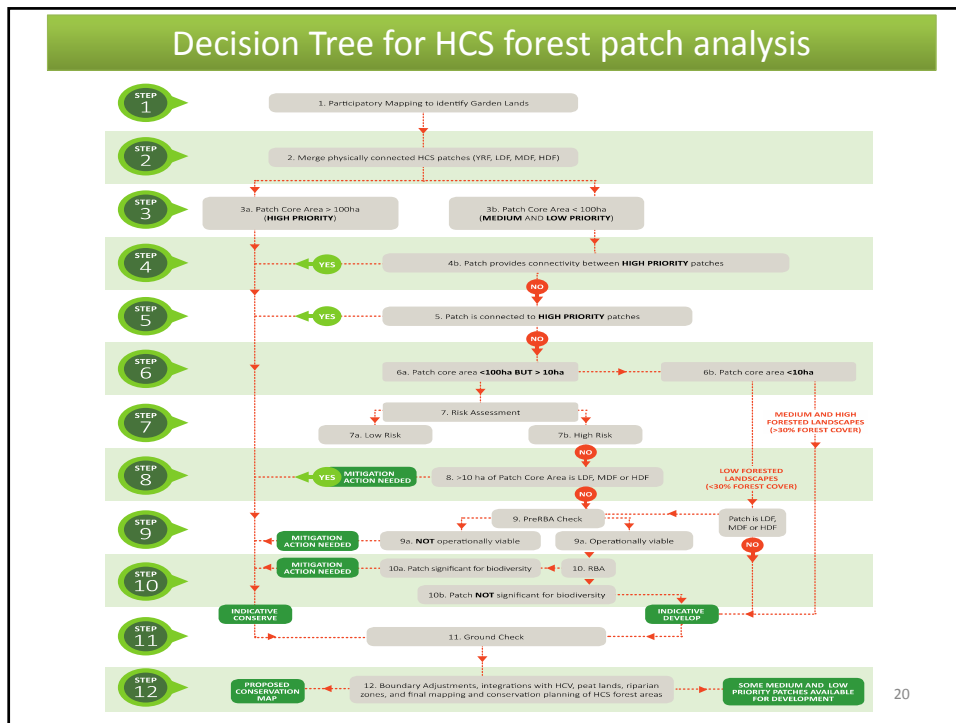 Decision Tree for HCS forest patch analysis
STEP
1
1. Participatory Mapping to identify Garden Lands
STEP
2
2. Merge physically connected HCS patches (YRF, LDF, MDF, HDF)
STEP
3
3a. Patch Core Area > 100ha
(HIGH PRIORITY)
3b. Patch Core Area < 100ha
(MEDIUM AND LOW PRIORITY)
STEP
4
YES
4b. Patch provides connectivity between HIGH PRIORITY patches
NO
STEP
5
YES
5. Patch is connected to HIGH PRIORITY patches
NO
STEP
6
6a. Patch core area <100ha BUT > 10ha
6b. Patch core area <10ha
STEP
7
7. Risk Assessment
7a. Low Risk
7b. High Risk
MEDIUM AND HIGH
FORESTED LANDSCAPES
(>30% FOREST COVER)
NO
STEP
8
YES
MITIGATION
ACTION NEEDED
8. >10 ha of Patch Core Area is LDF, MDF or HDF
LOW FORESTED
LANDSCAPES
(<30% FOREST COVER)
NO
STEP
9
9. PreRBA Check
Patch is LDF,
MDF or HDF
MITIGATION
ACTION NEEDED
9a. NOT operationally viable
9a. Operationally viable
NO
STEP
10
MITIGATION
ACTION NEEDED
10a. Patch significant for biodiversity
10. RBA
10b. Patch NOT significant for biodiversity
INDICATIVE
CONSERVE
INDICATIVE
DEVELOP
STEP
11
11. Ground Check
STEP
12
PROPOSED
CONSERVATION
MAP
12. Boundary Adjustments, integrations with HCV, peat lands, riparian
zones, and final mapping and conservation planning of HCS forest areas
SOME MEDIUM AND LOW
PRIORITY PATCHES AVAILABLE
FOR DEVELOPMENT
20